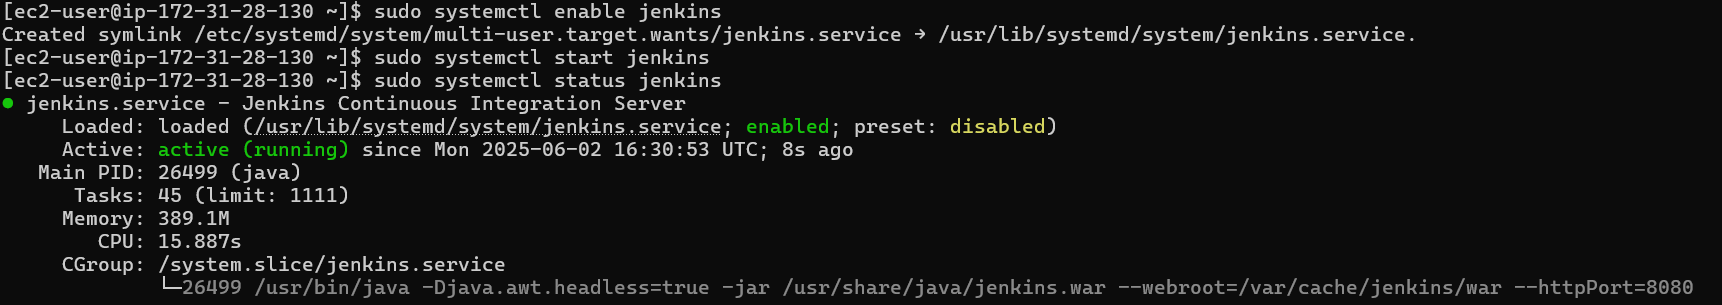 [ec2-user@ip-172-31-28-130 ~]$ sudo systemctl enable jenkins
Created symlink /etc/systemd/system/multi-user.target.wants/jenkins.service → /usr/lib/systemd/system/jenkins.service.
[ec2-user@ip-172-31-28-130 ~]$ sudo systemctl start jenkins
[ec2-user@ip-172-31-28-130 ~]$ sudo systemctl status jenkins
● jenkins.service - Jenkins Continuous Integration Server
     Loaded: loaded (/usr/lib/systemd/system/jenkins.service; enabled; preset: disabled)
     Active: active (running) since Mon 2025-06-02 16:30:53 UTC; 8s ago
   Main PID: 26499 (java)
      Tasks: 45 (limit: 1111)
     Memory: 389.1M
        CPU: 15.887s
     CGroup: /system.slice/jenkins.service
             └─26499 /usr/bin/java -Djava.awt.headless=true -jar /usr/share/java/jenkins.war --webroot=/var/cache/jenkins/war --httpPort=8080